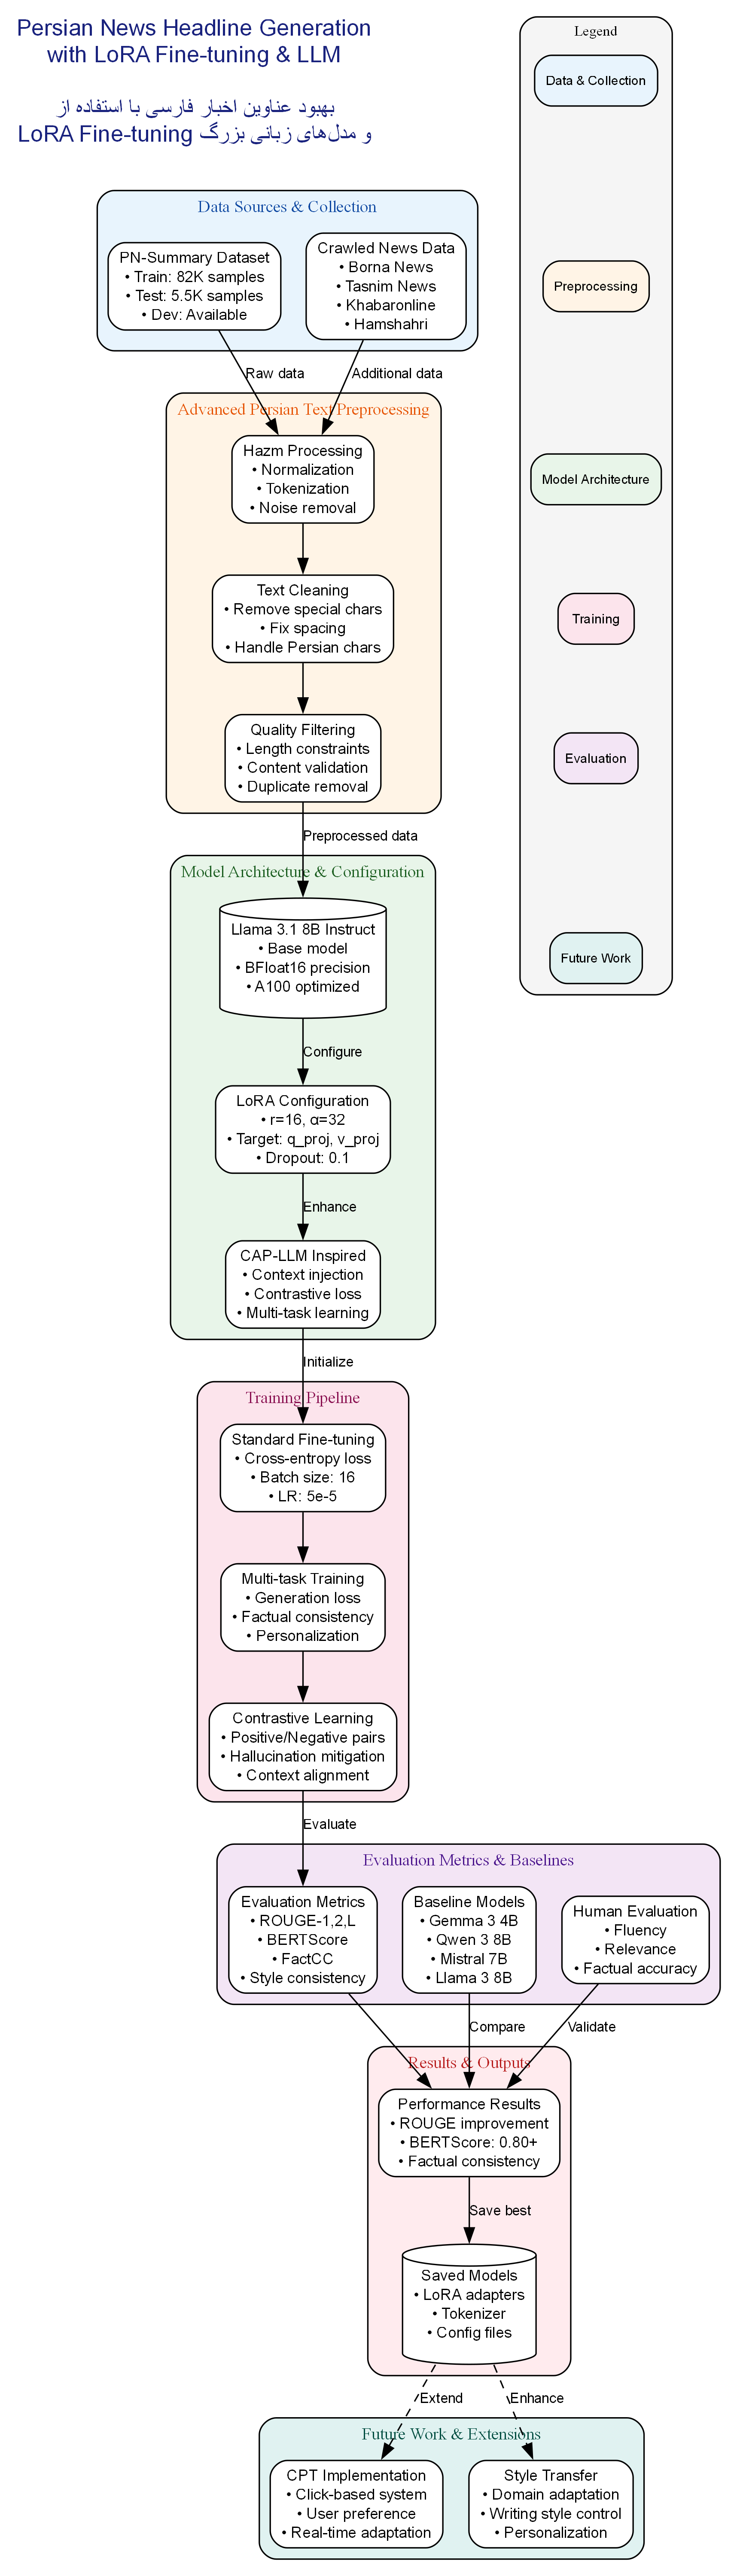 Persian News Headline Generation
with LoRA Fine-tuning & LLM
بهبود عناوین اخبار فارسی با استفاده از
LoRA Fine-tuning و مدل‌های زبانی بزرگ
Legend
Data & Collection
Preprocessing
Model Architecture
Training
Evaluation
Future Work
Data Sources & Collection
PN-Summary Dataset
• Train: 82K samples
• Test: 5.5K samples
• Dev: Available
Crawled News Data
• Borna News
• Tasnim News
• Khabaronline
• Hamshahri
Raw data
Additional data
Advanced Persian Text Preprocessing
Hazm Processing
• Normalization
• Tokenization
• Noise removal
Text Cleaning
• Remove special chars
• Fix spacing
• Handle Persian chars
Quality Filtering
• Length constraints
• Content validation
• Duplicate removal
Preprocessed data
Model Architecture & Configuration
Llama 3.1 8B Instruct
• Base model
• BFloat16 precision
• A100 optimized
Configure
LoRA Configuration
• r=16, α=32
• Target: q_proj, v_proj
• Dropout: 0.1
Enhance
CAP-LLM Inspired
• Context injection
• Contrastive loss
• Multi-task learning
Initialize
Training Pipeline
Standard Fine-tuning
• Cross-entropy loss
• Batch size: 16
• LR: 5e-5
Multi-task Training
• Generation loss
• Factual consistency
• Personalization
Contrastive Learning
• Positive/Negative pairs
• Hallucination mitigation
• Context alignment
Evaluate
Evaluation Metrics & Baselines
Evaluation Metrics
• ROUGE-1,2,L
• BERTScore
• FactCC
• Style consistency
Baseline Models
• Gemma 3 4B
• Qwen 3 8B
• Mistral 7B
• Llama 3 8B
Human Evaluation
• Fluency
• Relevance
• Factual accuracy
Compare
Validate
Results & Outputs
Performance Results
• ROUGE improvement
• BERTScore: 0.80+
• Factual consistency
Save best
Saved Models
• LoRA adapters
• Tokenizer
• Config files
Extend
Enhance
Future Work & Extensions
CPT Implementation
• Click-based system
• User preference
• Real-time adaptation
Style Transfer
• Domain adaptation
• Writing style control
• Personalization